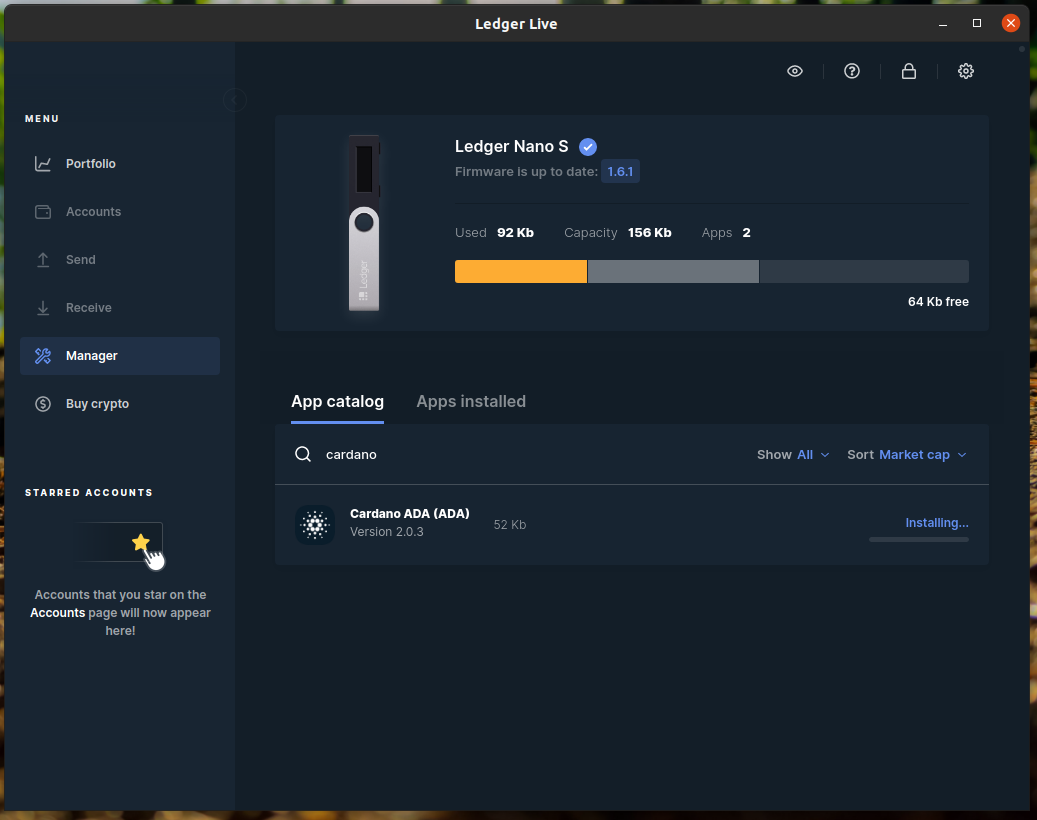 Ledger Live
MENU
Portfolio
Accounts
Send
Receive
Manager
Buy crypto
STARRED ACCOUNTS
Accounts that you star on the
Accounts page will now appear
here!
Ledger
Ledger Nano S
Firmware is up to date: 1.6.1
Used 92 Kb Capacity 156 Kb Apps 2
64 Kb free
App catalog Apps installed
cardano Show All Sort Market cap
Cardano ADA (ADA)
Version 2.0.3
52 Kb
Installing...